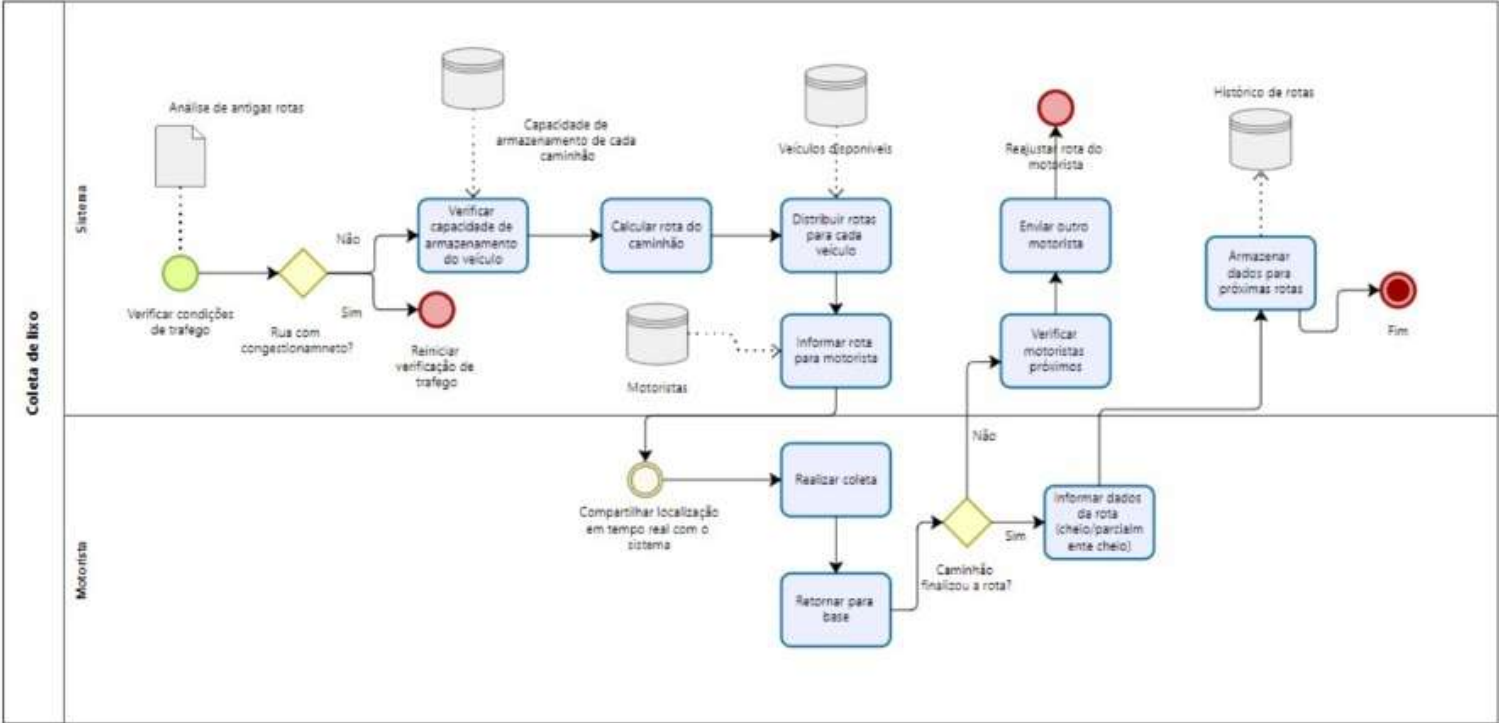 Coleta de lixo
Sistema
Análise de antigas rotas
Verificar condições
de trafego
Rua com
congestionamneto?
Não
Sim
Reiniciar
verificação de
trafego
Capacidade de
armazenamento de cada
caminhão
Verificar
capacidade de
armazenamento
do veículo
Calcular rota do
caminhão
Veículos disponíveis
Distribuir rotas
para cada
veículo
Motoristas
Informar rota
para motorista
Reajustar rota do
motorista
Enviar outro
motorista
Verificar
motoristas
próximos
Histórico de rotas
Armazenar
dados para
próximas rotas
Fim
Motorista
Compartilhar localização
em tempo real com o
sistema
Realizar coleta
Retornar para
base
Não
Caminhão
finalizou a rota?
Sim
Informar dados
da rota
(cheio/parcialm
ente cheio)